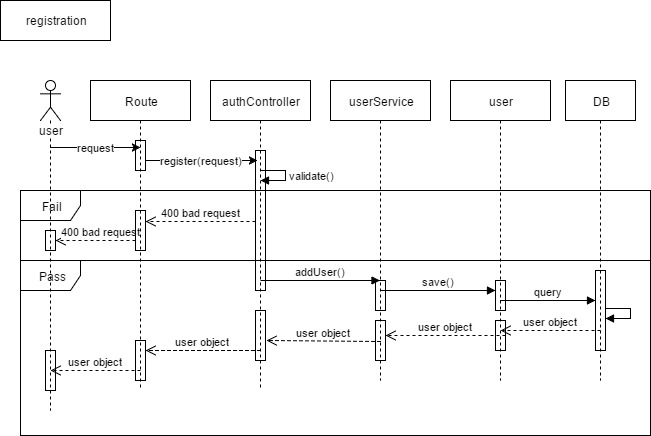 registration
user
Route
authController
userService
user
DB
request
register(request)
validate()
Fail
400 bad request
400 bad request
Pass
addUser()
save()
query
user object
user object
user object
user object
user object